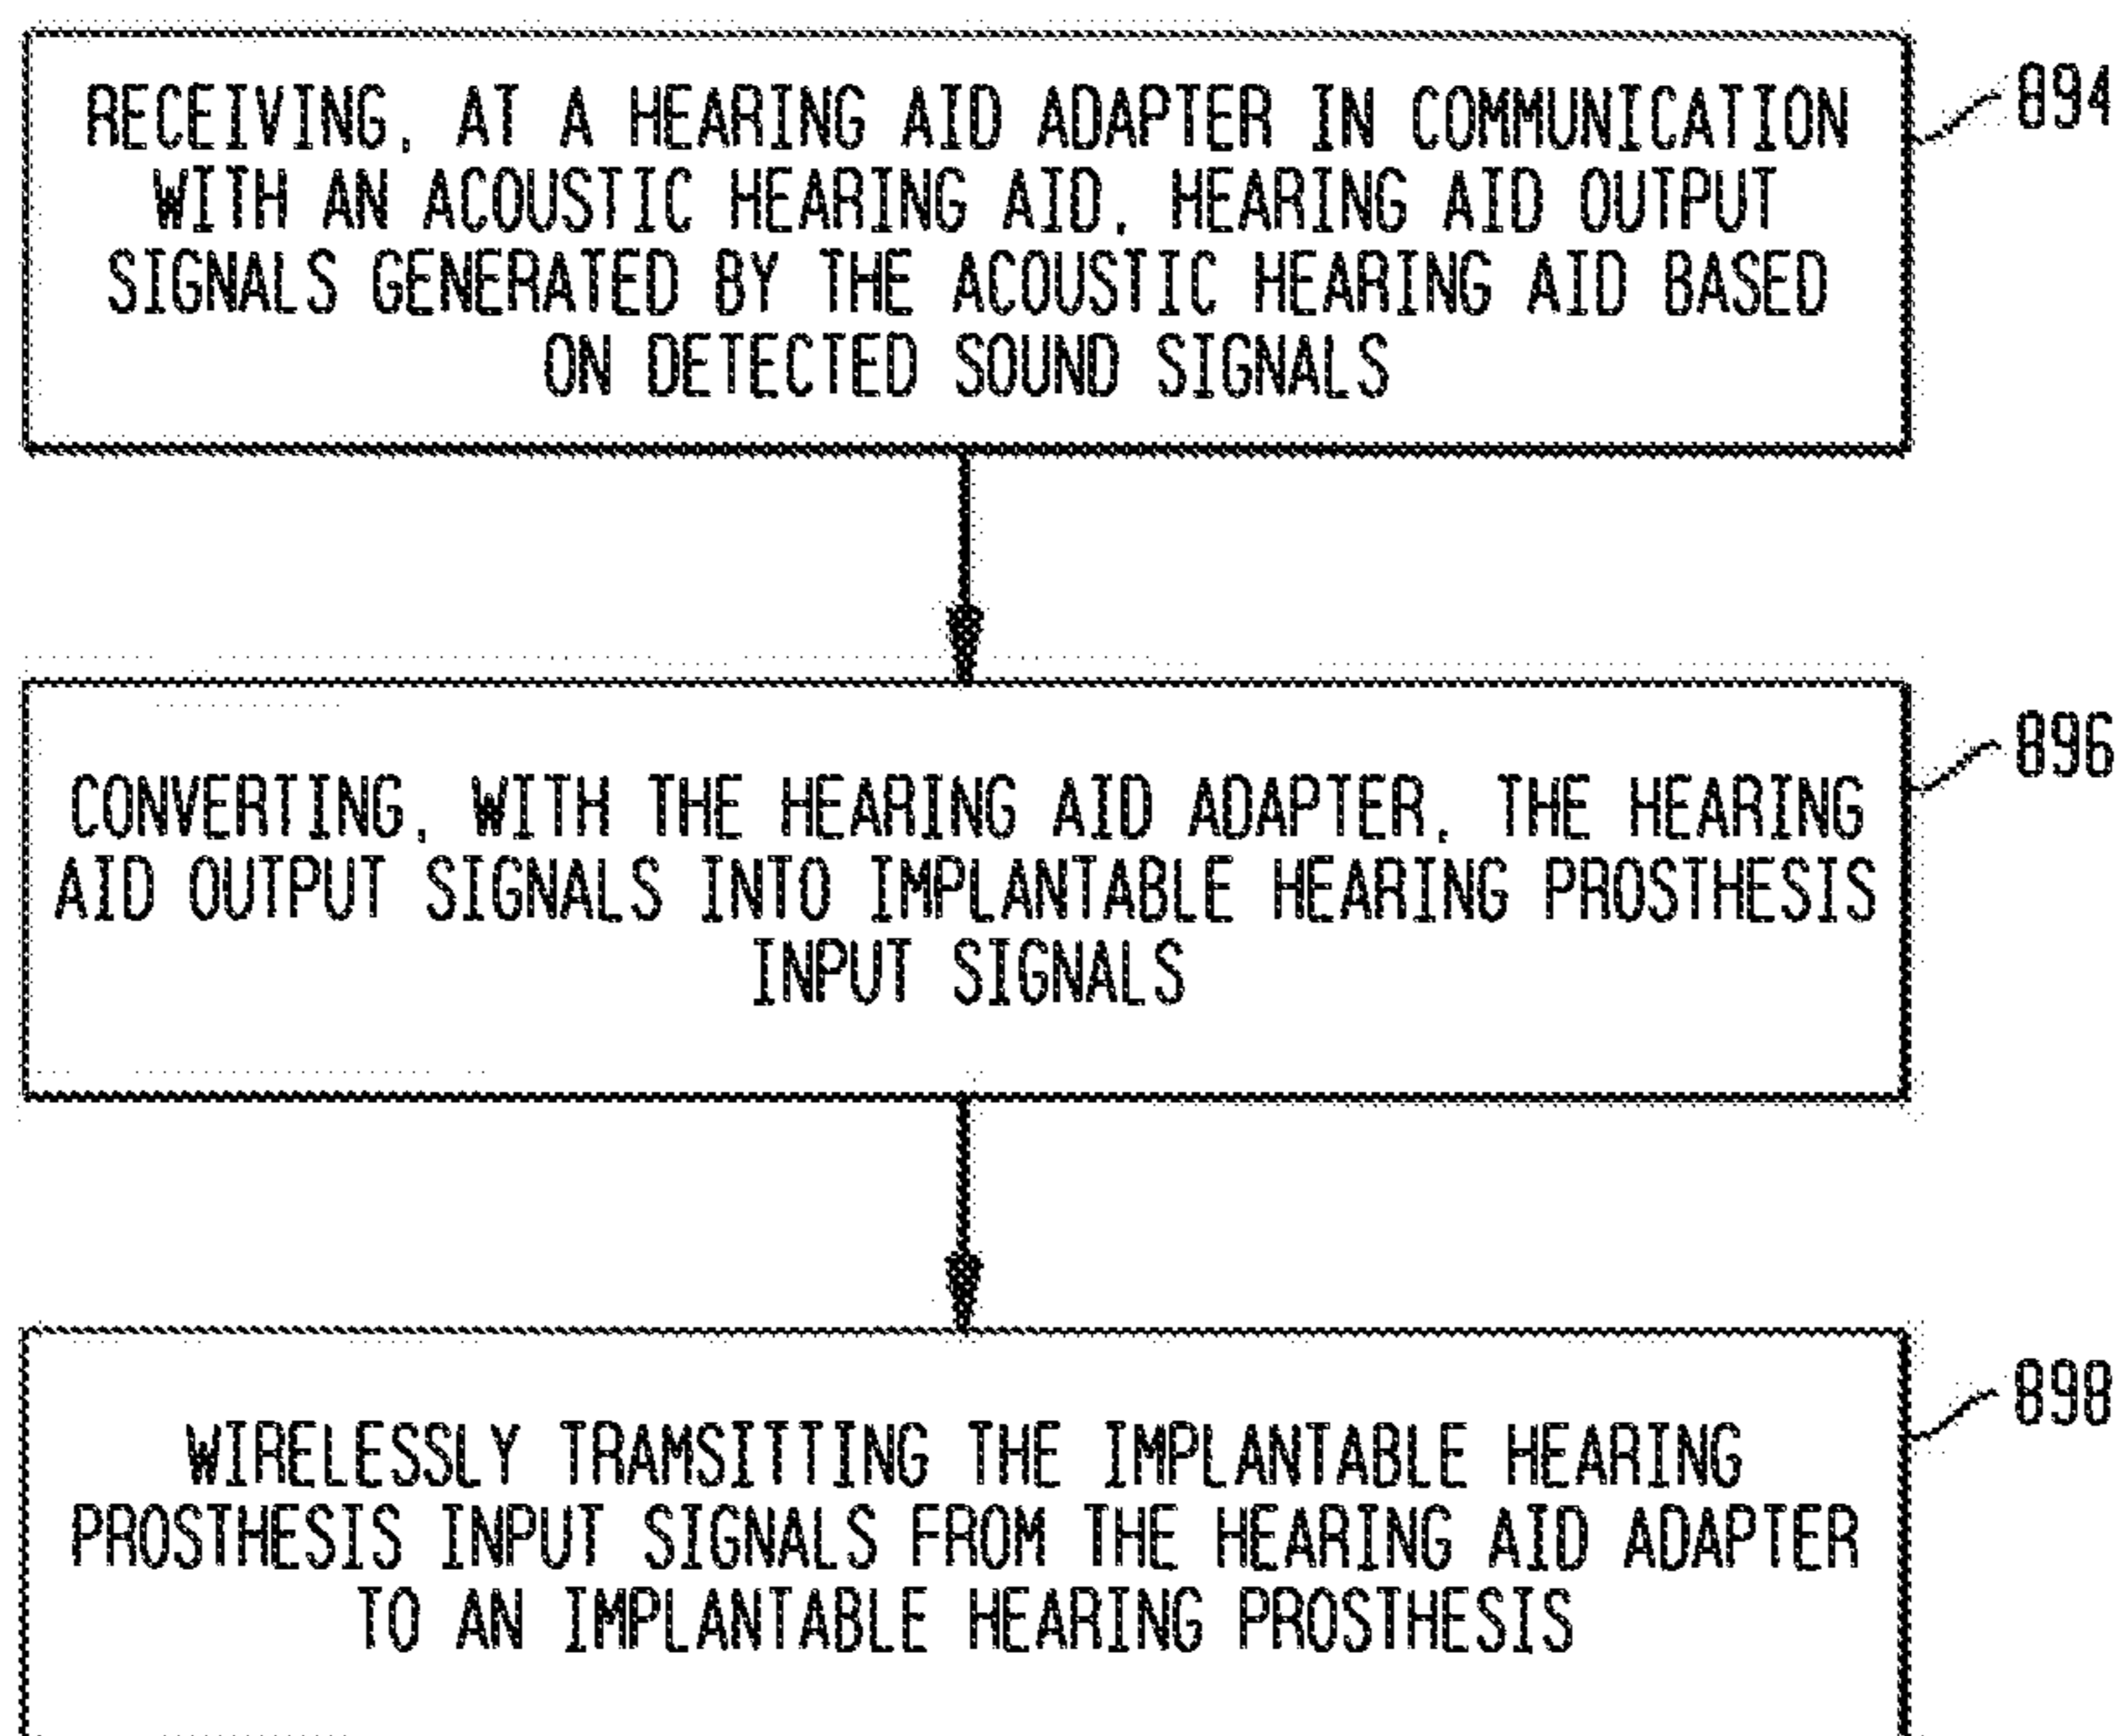 RECEIVING, AT A HEARING AID ADAPTER IN COMMUNICATION
WITH AN ACOUSTIC HEARING AID, HEARING AID OUTPUT
SIGNALS GENERATED BY THE ACOUSTIC HEARING AID BASED
ON DETECTED SOUND SIGNALS
894
CONVERTING, WITH THE HEARING AID ADAPTER, THE HEARING
AID OUTPUT SIGNALS INTO IMPLANTABLE HEARING PROSTHESIS
INPUT SIGNALS
896
WIRELESSLY TRAMSITTING THE IMPLANTABLE HEARING
PROSTHESIS INPUT SIGNALS FROM THE HEARING AID ADAPTER
TO AN IMPLANTABLE HEARING PROSTHESIS
898